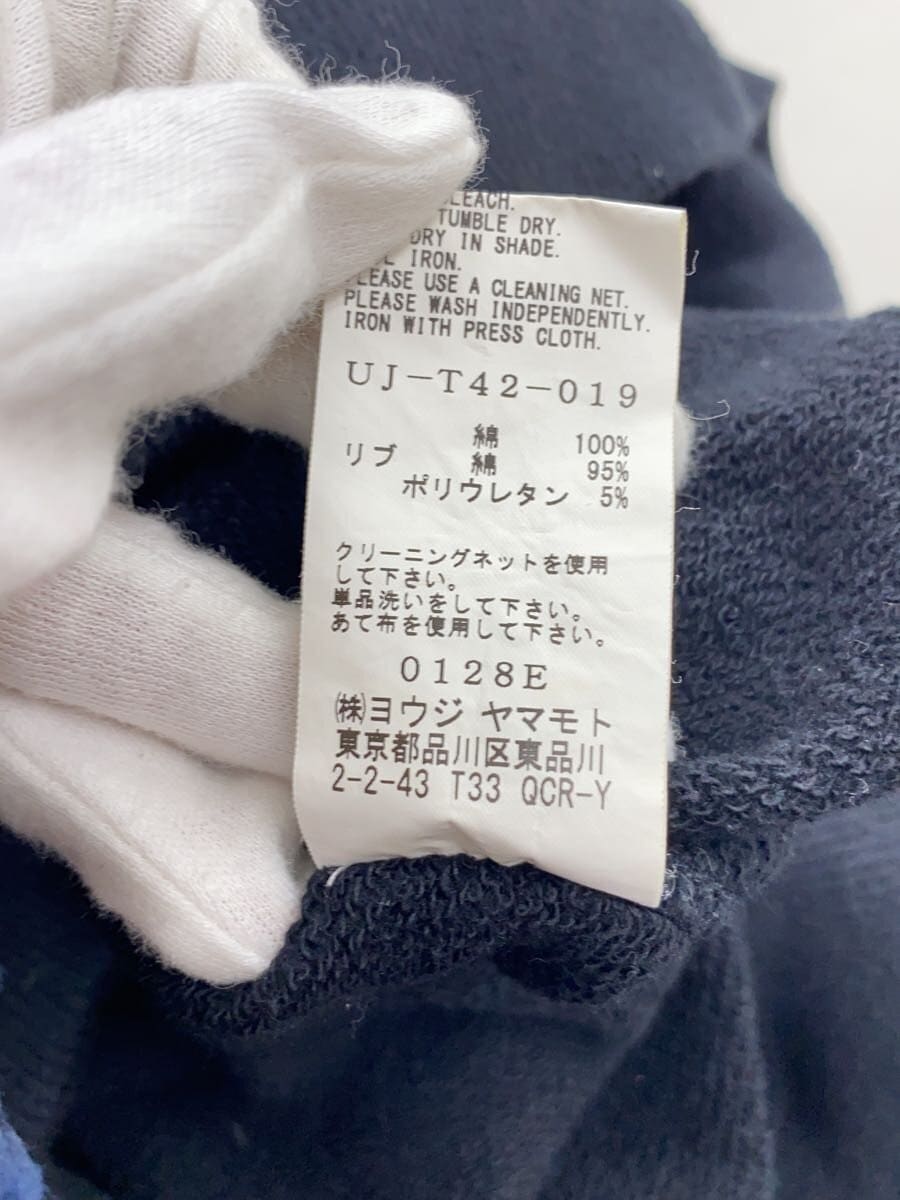 TUMBLE DRY.
DRY IN SHADE.
IRON.
PLEASE USE A CLEANING NET.
PLEASE WASH INDEPENDENTLY.
IRON WITH PRESS CLOTH.
UJ-T42-019
綿 100%
リブ 綿 95%
ポリウレタン 5%
クリーニングネットを使用
して下さい。
単品洗いをして下さい。
あて布を使用して下さい。
0128E
㈱ヨウジ ヤマモト
東京都品川区東品川
2-2-43 T33 QCR-Y